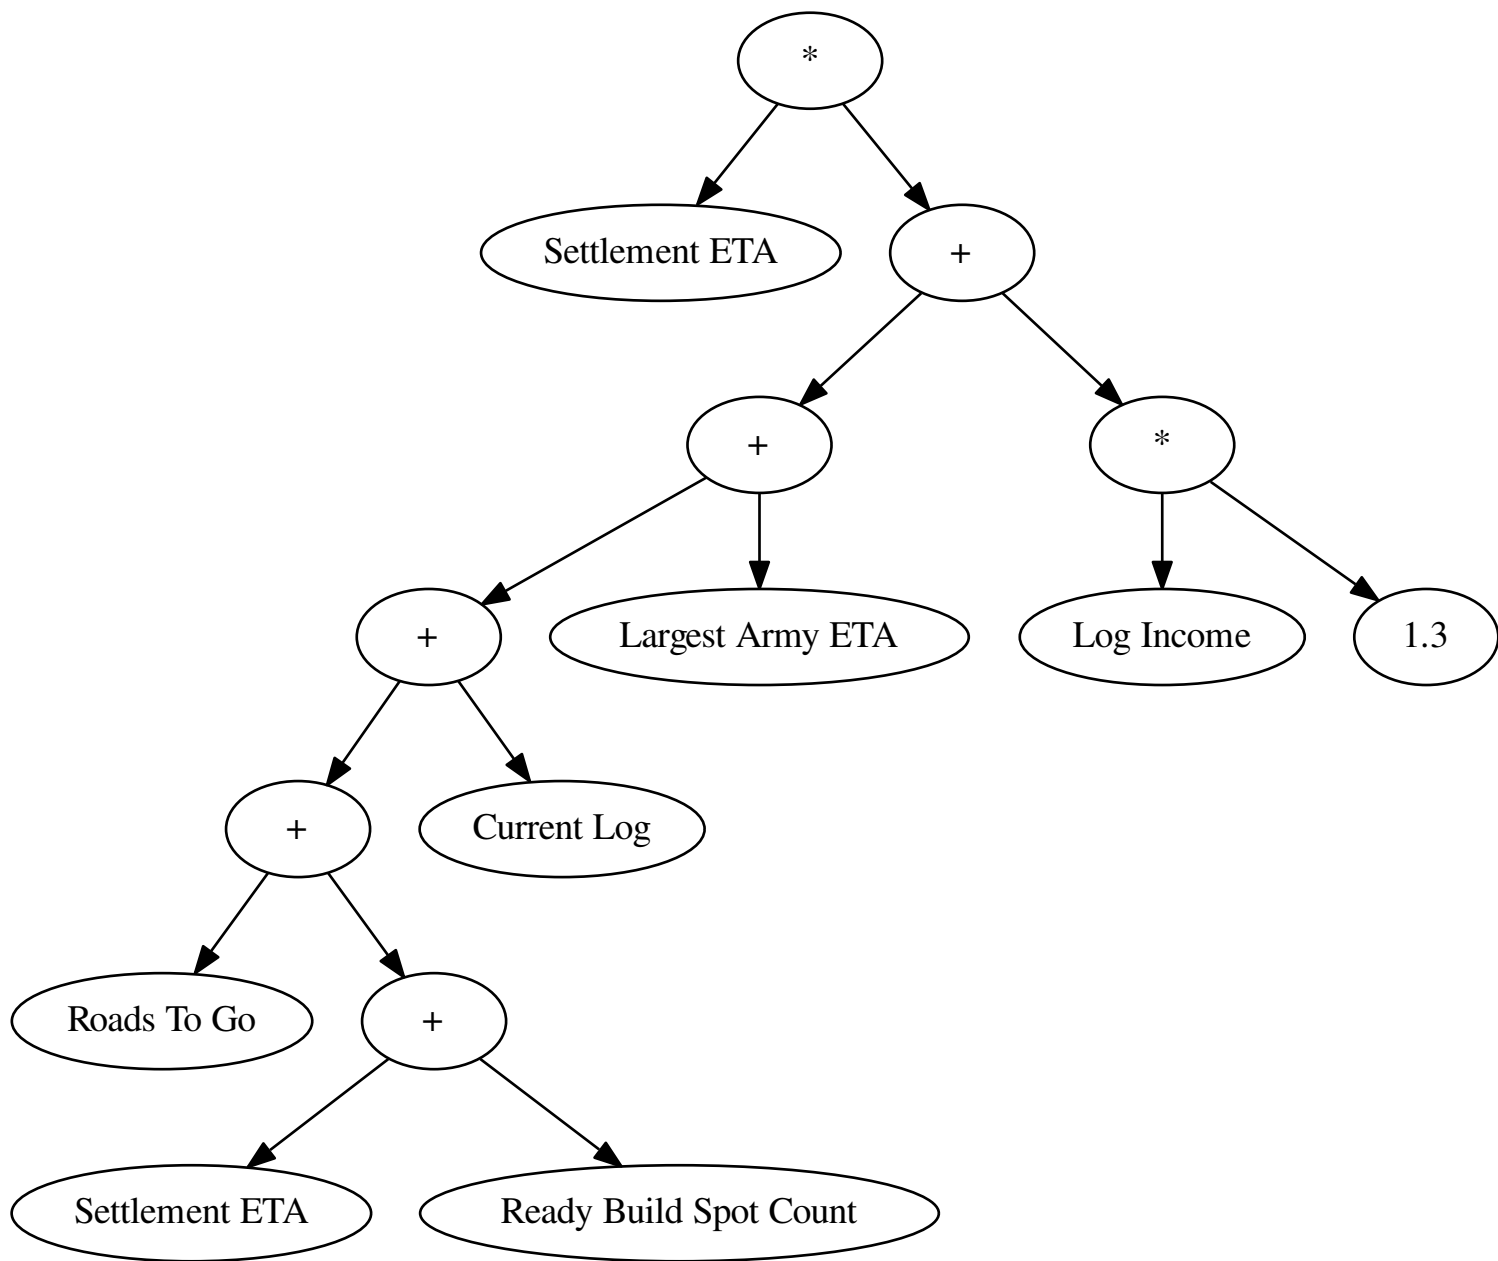 *
Settlement ETA
+
+
*
+
Largest Army ETA
Log Income
1.3
+
Current Log
Roads To Go
+
Settlement ETA
Ready Build Spot Count